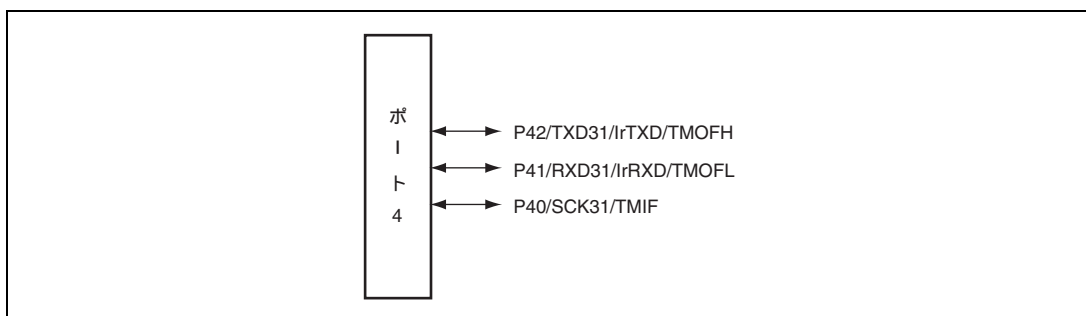 ポート4
P42/TXD31/IrTXD/TMOFH
P41/RXD31/IrRXD/TMOFL
P40/SCK31/TMIF